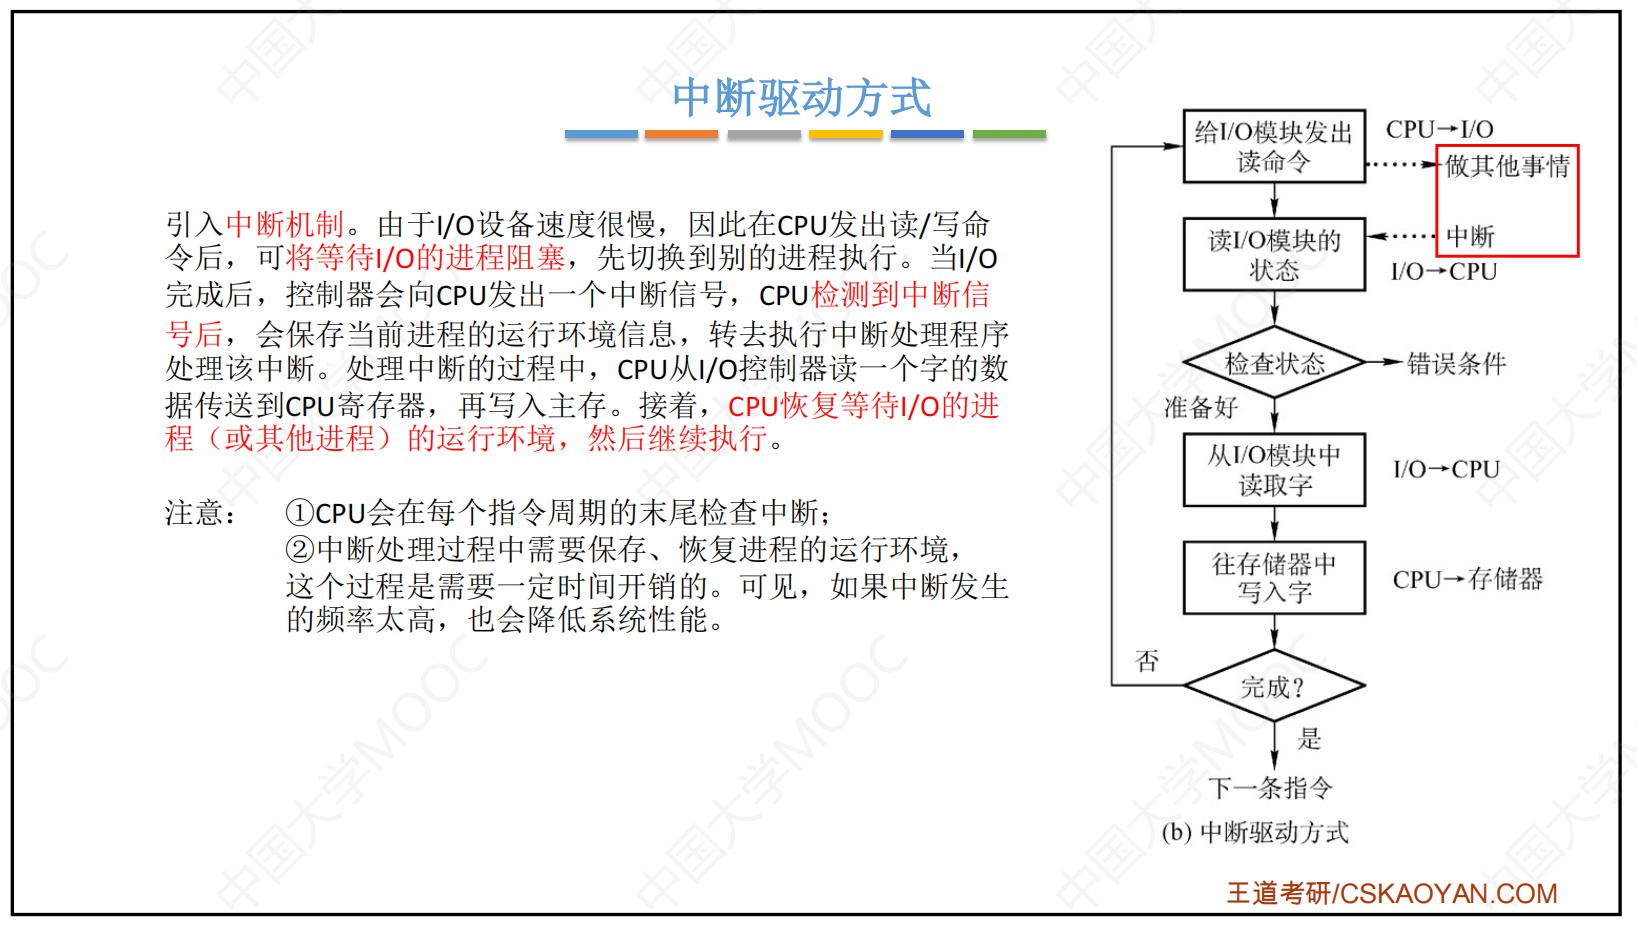 中断驱动方式
引入中断机制。由于I/O设备速度很慢，因此在CPU发出读/写命
令后，可将等待I/O的进程阻塞，先切换到别的进程执行。当I/O
完成后，控制器会向CPU发出一个中断信号，CPU检测到中断信
号后，会保存当前进程的运行环境信息，转去执行中断处理程序
处理该中断。处理中断的过程中，CPU从I/O控制器读一个字的数
据传送到CPU寄存器，再写入主存。接着，CPU恢复等待I/O的进
程（或其他进程）的运行环境，然后继续执行。
注意： ①CPU会在每个指令周期的末尾检查中断；
②中断处理过程中需要保存、恢复进程的运行环境，
这个过程是需要一定时间开销的。可见，如果中断发生
的频率太高，也会降低系统性能。
给I/O模块发出
读命令
CPU→I/O
做其他事情
读I/O模块的
状态
中断
I/O→CPU
检查状态
错误条件
准备好
从I/O模块中
读取字
I/O→CPU
往存储器中
写入字
CPU→存储器
否
完成？
是
下一条指令
(b) 中断驱动方式
王道考研/CSKAOYAN.COM
中国大学MOOC